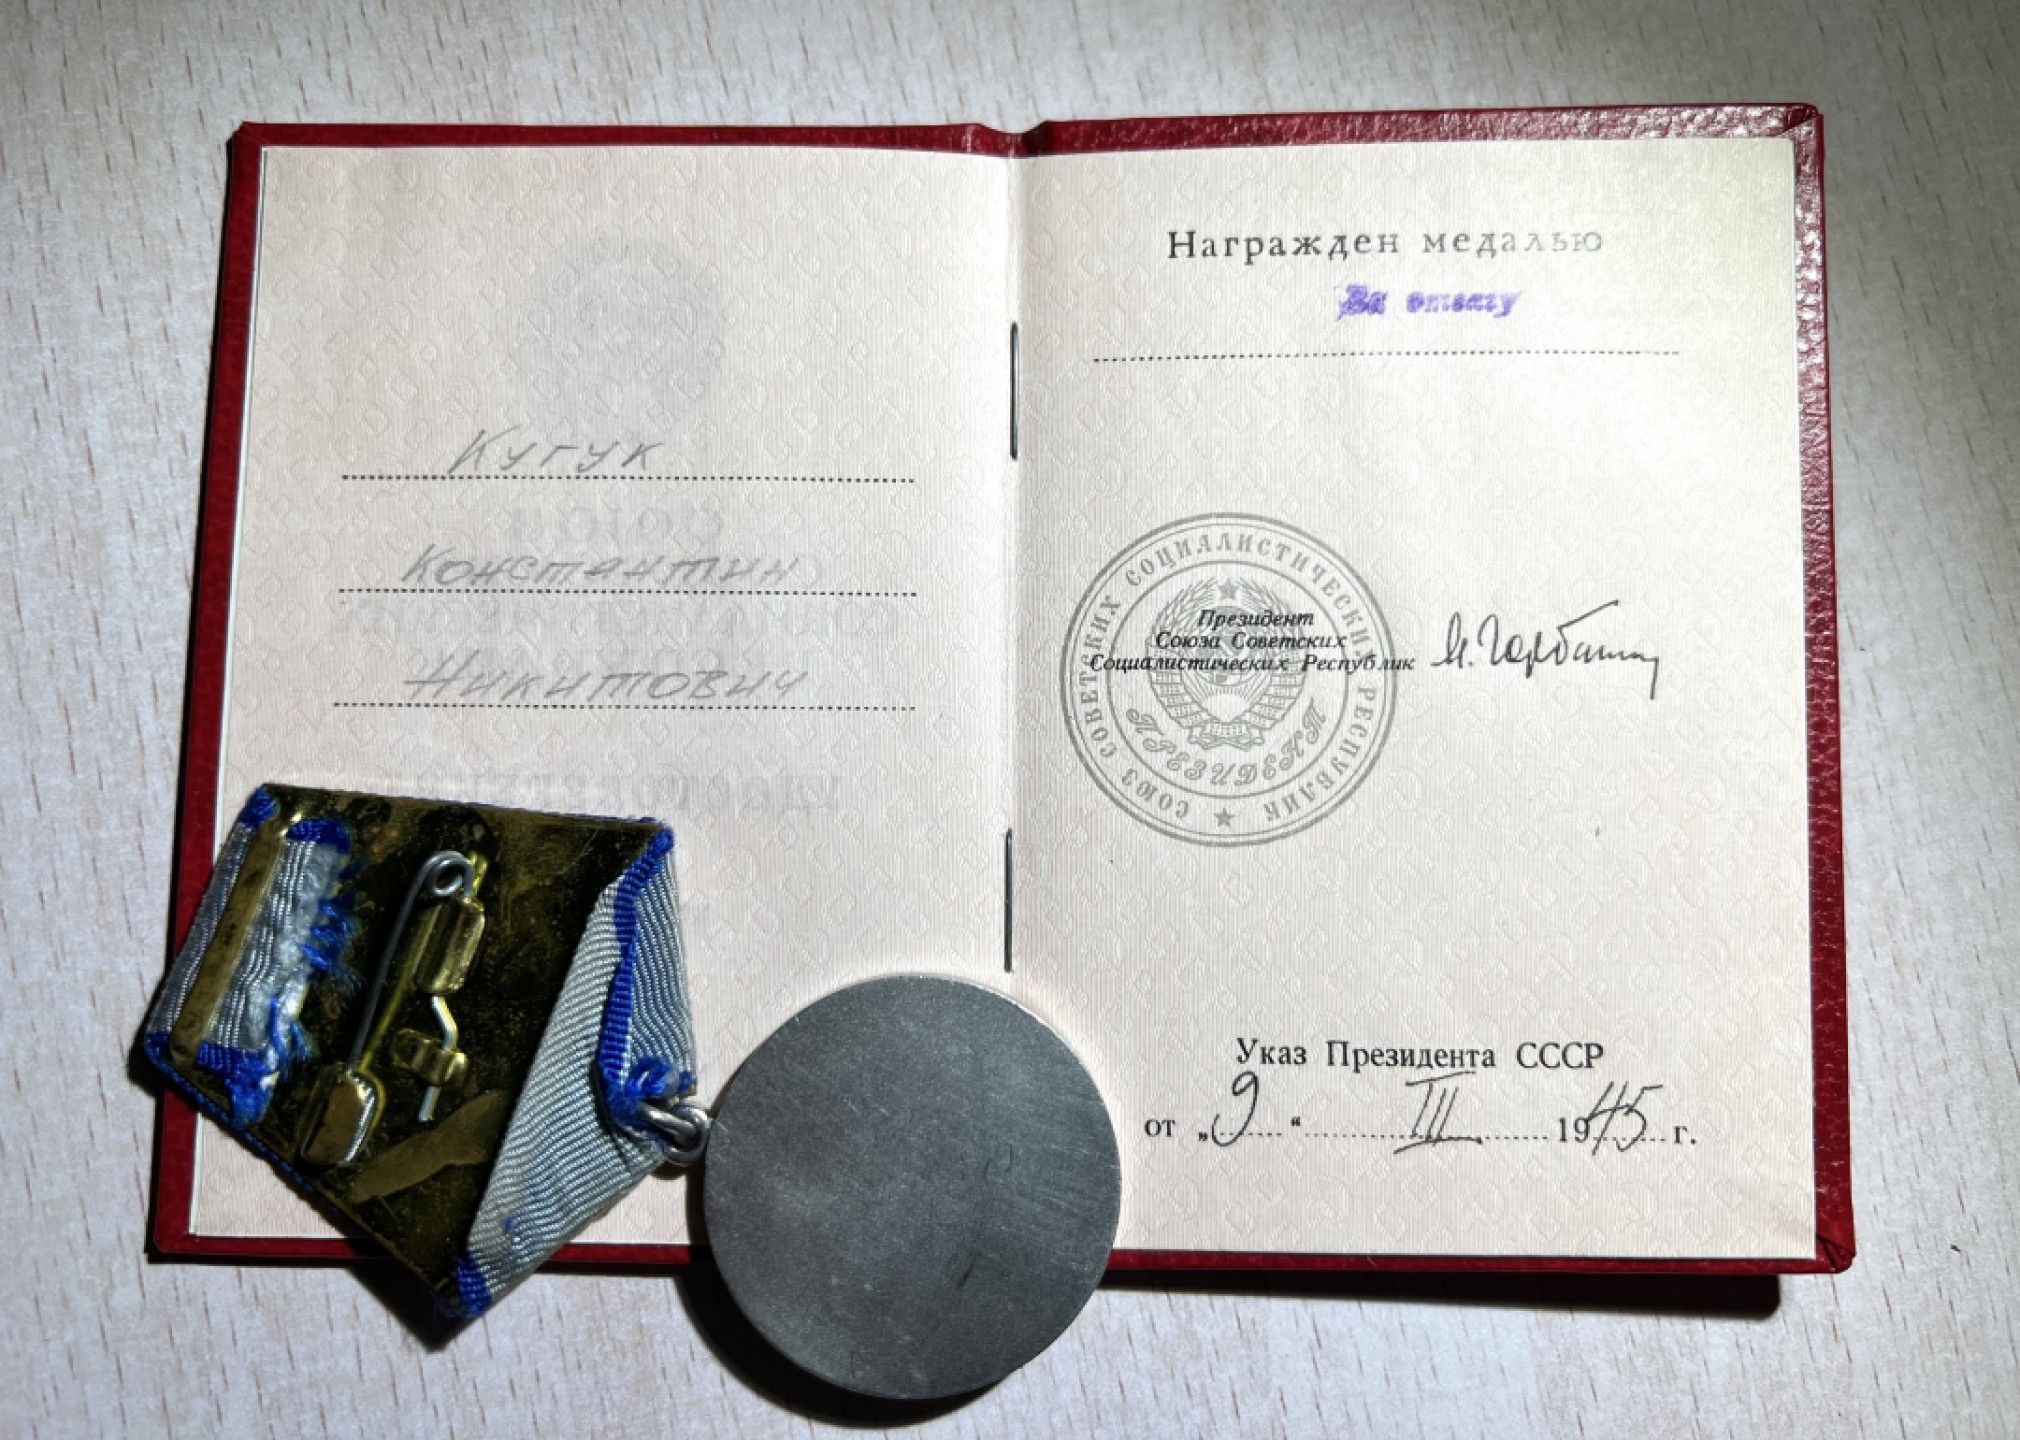 Кугук
Константин
Никитович
Награжден медалью
За отвагу
СОЮЗ СОВЕТСКИХ СОЦИАЛИСТИЧЕСКИХ РЕСПУБЛИК
ПРЕЗИДЕНТ
Президент
Союза Советских
Социалистических Республик
Указ Президента СССР
от „9“ III 1945 г.